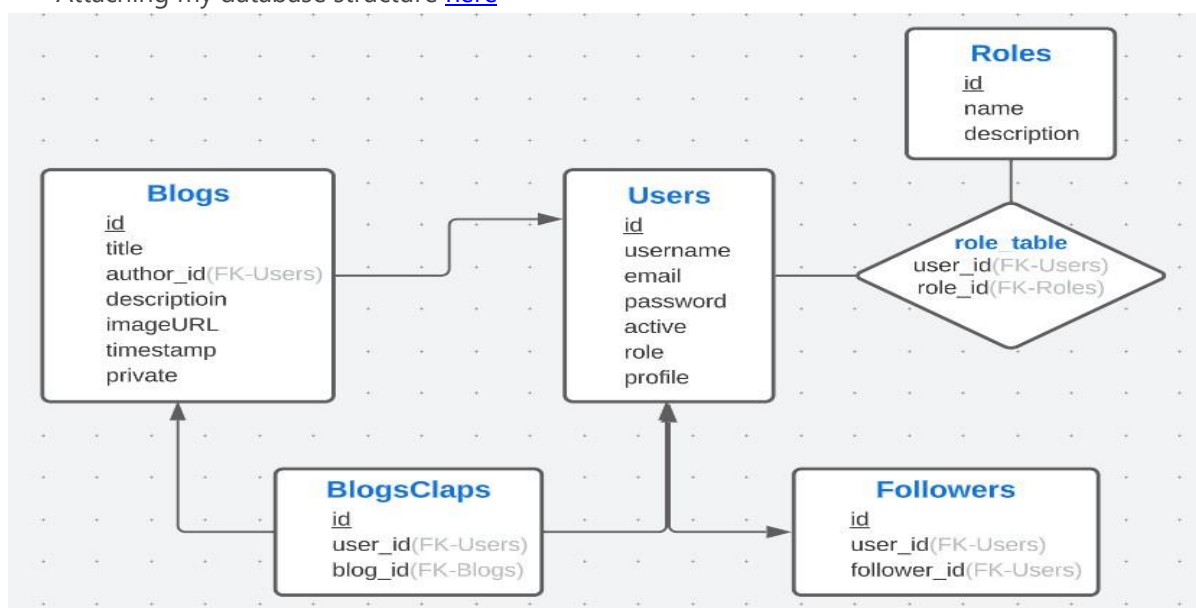 Attaching my database structure here
Roles
id
name
description
Blogs
id
title
author_id(FK-Users)
descriptioin
imageURL
timestamp
private
Users
id
username
email
password
active
role
profile
role_table
user_id(FK-Users)
role_id(FK-Roles)
BlogsClaps
id
user_id(FK-Users)
blog_id(FK-Blogs)
Followers
id
user_id(FK-Users)
follower_id(FK-Users)